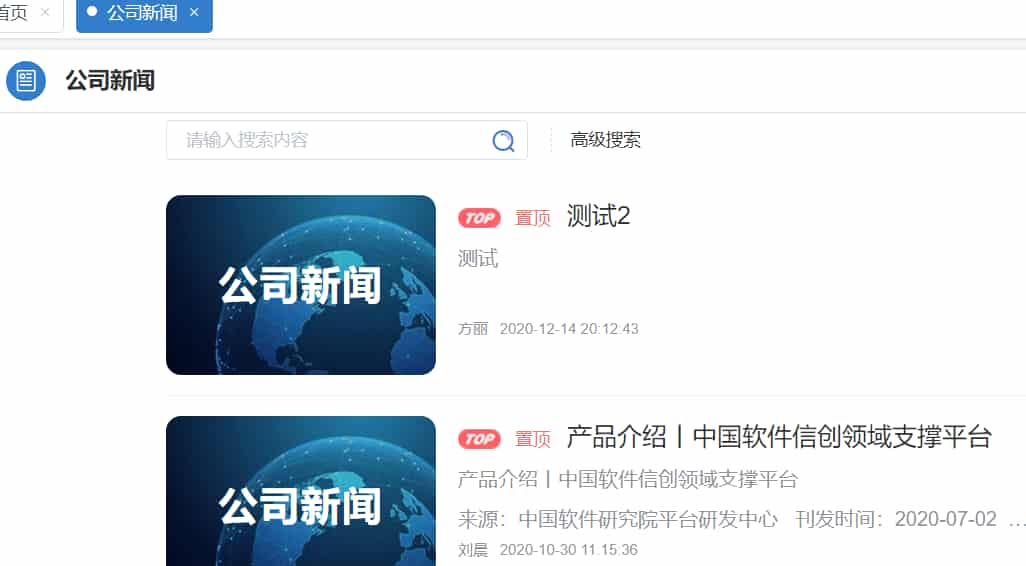 首页 ×
公司新闻 ×
公司新闻
请输入搜索内容
高级搜索
公司新闻
TOP 置顶 测试2
测试
方丽 2020-12-14 20:12:43
公司新闻
TOP 置顶 产品介绍丨中国软件信创领域支撑平台
产品介绍丨中国软件信创领域支撑平台
来源：中国软件研究院平台研发中心 刊发时间：2020-07-02 …
刘晨 2020-10-30 11:15:36